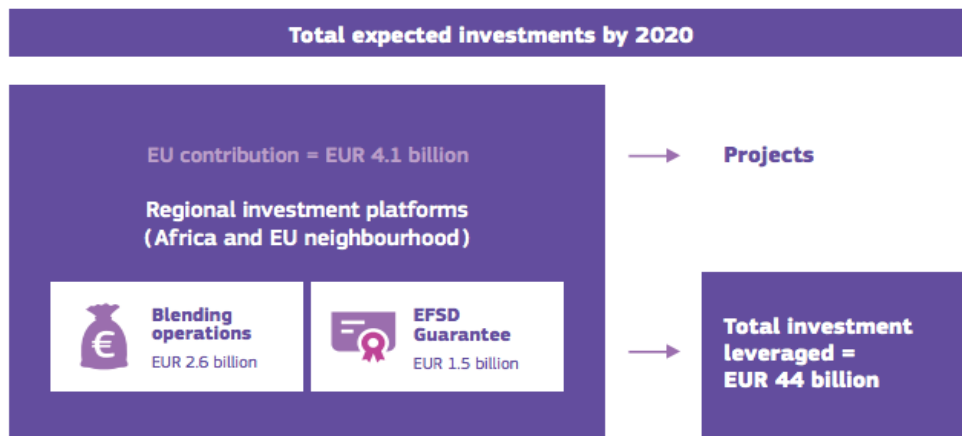 Total expected investments by 2020
EU contribution = EUR 4.1 billion
Projects
Regional investment platforms
(Africa and EU neighbourhood)
€
Blending
operations
EUR 2.6 billion
EFSD
Guarantee
EUR 1.5 billion
Total investment
leveraged =
EUR 44 billion